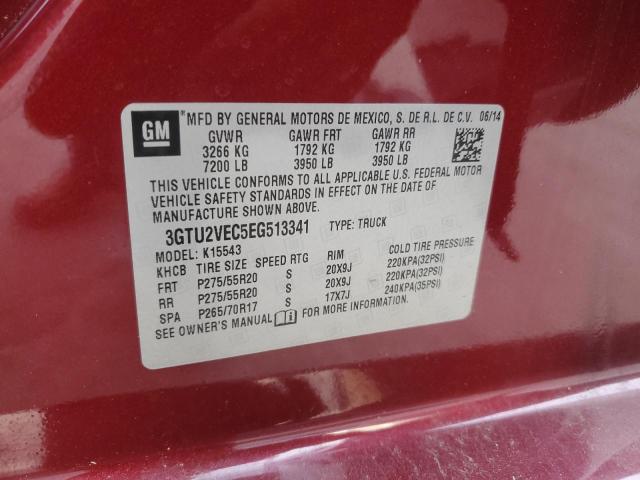 GM
MFD BY GENERAL MOTORS DE MEXICO, S. DE R.L. DE C.V. 06/14
GVWR GAWR FRT GAWR RR
3266 KG 1792 KG 1792 KG
7200 LB 3950 LB 3950 LB
THIS VEHICLE CONFORMS TO ALL APPLICABLE U.S. FEDERAL MOTOR
VEHICLE SAFETY STANDARDS IN EFFECT ON THE DATE OF
MANUFACTURE SHOWN ABOVE.
3GTU2VEC5EG513341 TYPE: TRUCK
MODEL: K15543
KHCB TIRE SIZE SPEED RTG RIM COLD TIRE PRESSURE
FRT P275/55R20 S 20X9J 220KPA(32PSI)
RR P275/55R20 S 20X9J 220KPA(32PSI)
SPA P265/70R17 S 17X7J 240KPA(35PSI)
SEE OWNER'S MANUAL FOR MORE INFORMATION.